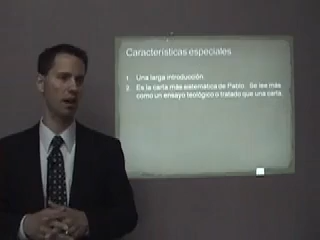 Características especiales
1. Una larga introducción
2. Es la carta más sistemática de Pablo. Se lee más
como un ensayo teológico o tratado que una carta.